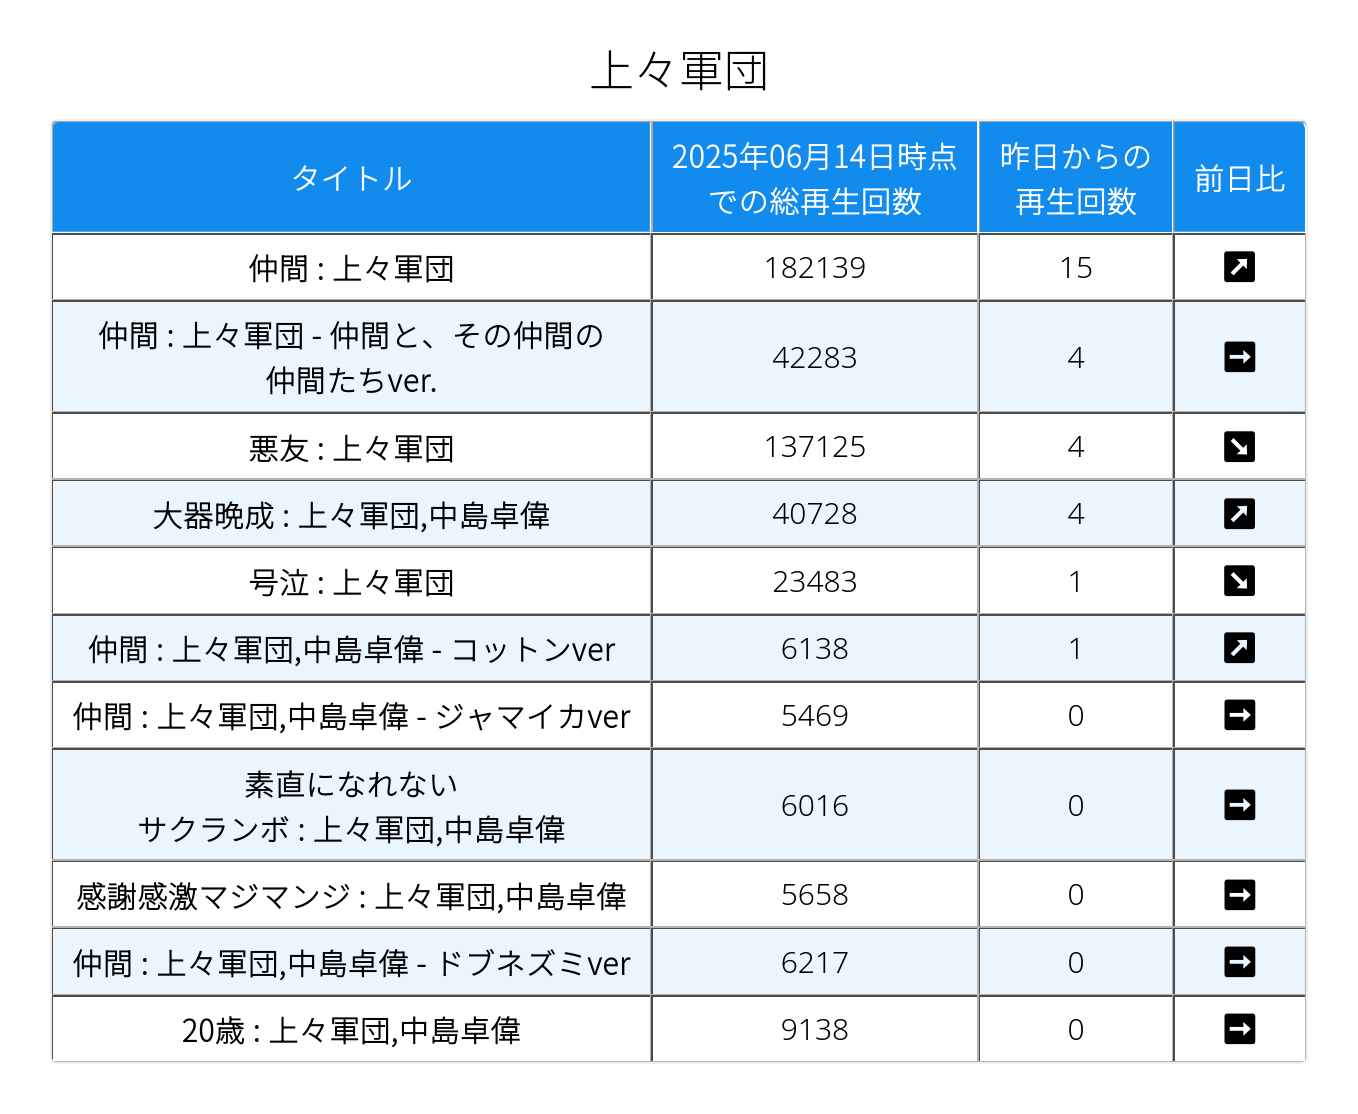 上々軍団
タイトル
2025年06月14日時点
での総再生回数
昨日からの
再生回数
前日比
仲間 : 上々軍団
182139
15
仲間 : 上々軍団 - 仲間と、その仲間の
仲間たちver.
42283
4
悪友 : 上々軍団
137125
4
大器晩成 : 上々軍団,中島卓偉
40728
4
号泣 : 上々軍団
23483
1
仲間 : 上々軍団,中島卓偉 - コットンver
6138
1
仲間 : 上々軍団,中島卓偉 - ジャマイカver
5469
0
素直になれない
サクランボ : 上々軍団,中島卓偉
6016
0
感謝感激マジマンジ : 上々軍団,中島卓偉
5658
0
仲間 : 上々軍団,中島卓偉 - ドブネズミver
6217
0
20歳 : 上々軍団,中島卓偉
9138
0